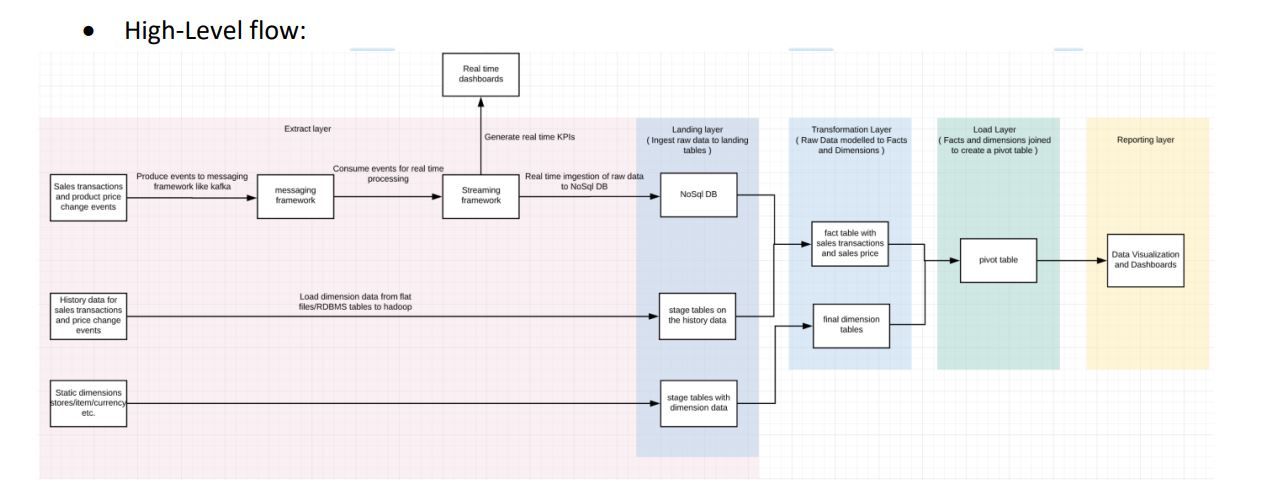 • High-Level flow:
Real time
dashboards
Extract layer
Generate real time KPIs
Landing layer
( Ingest raw data to landing
tables )
Transformation Layer
( Raw Data modelled to Facts
and Dimensions )
Load Layer
( Facts and dimensions joined
to create a pivot table )
Reporting layer
Sales transactions
and product price
change events
Produce events to messaging
framework like kafka
messaging
framework
Consume events for real time
processing
Streaming
framework
Real time ingestion of raw data
to NoSql DB
NoSql DB
fact table with
sales transactions
and sales price
pivot table
Data Visualization
and Dashboards
History data for
sales transactions
and price change
events
Load dimension data from flat
files/RDBMS tables to hadoop
stage tables on
the history data
final dimension
tables
Static dimensions
stores/item/currency
etc.
stage tables with
dimension data